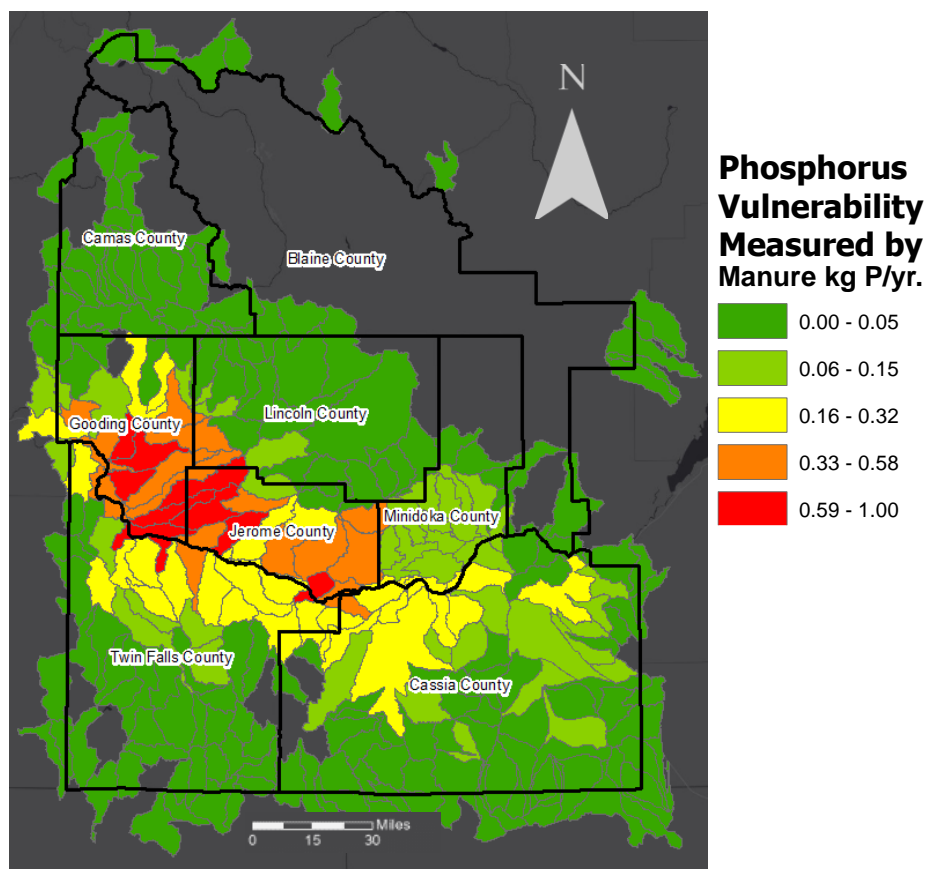 N
Camas County
Blaine County
Gooding County
Lincoln County
Jerome County
Minidoka County
Twin Falls County
Cassia County
Miles
0 15 30
Phosphorus
Vulnerability
Measured by
Manure kg P/yr.
0.00 - 0.05
0.06 - 0.15
0.16 - 0.32
0.33 - 0.58
0.59 - 1.00